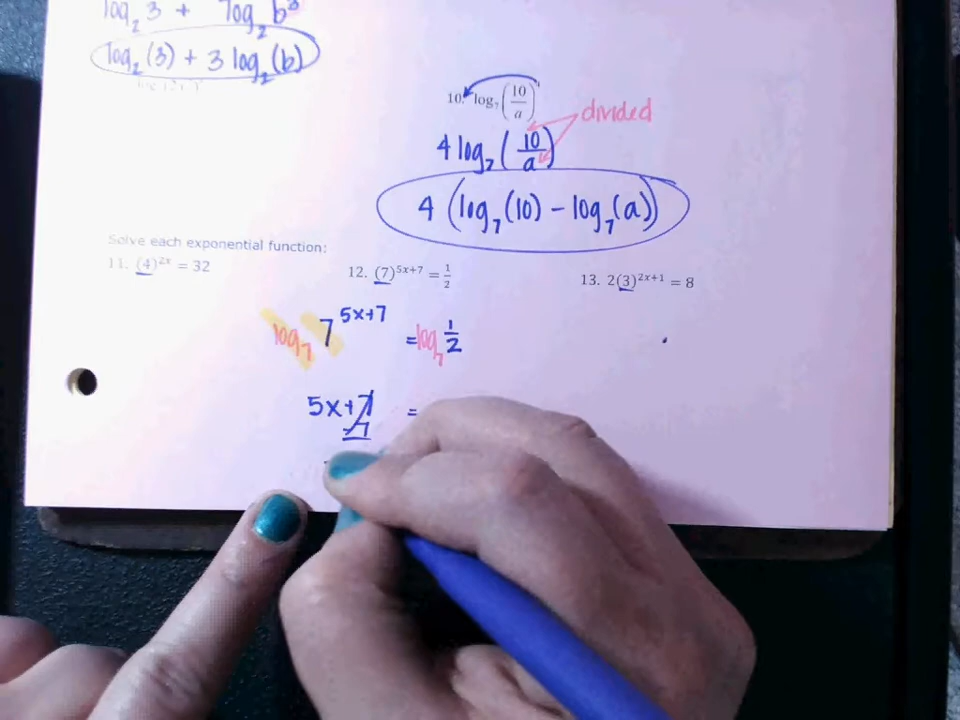 log₂ 3 + log₂ b³
log₂(3) + 3 log₂(b)
10. log₇(10/a)
divided
4 log₇(10/a)
4 (log₇(10) − log₇(a))
Solve each exponential function:
11. (4)^2x = 32
12. (7)^5x+7 = 1/2
13. 2(3)^2x+1 = 8
log₇ 7^5x+7 = log₇ 1/2
5x+7 =
-7